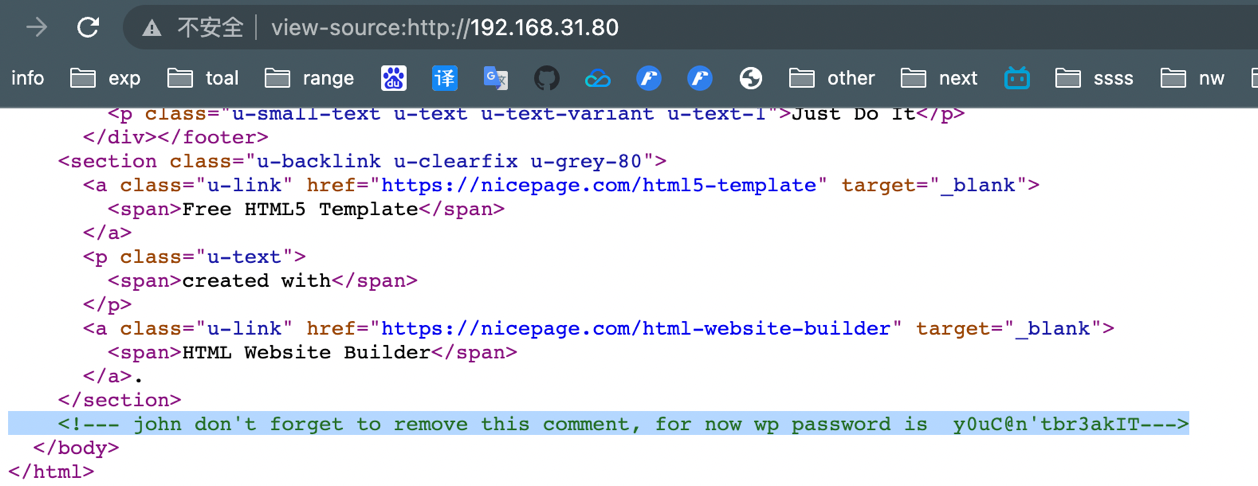 不安全 view-source:http://192.168.31.80
info exp toal range 译 other next ssss nw
<p class="u-small-text u-text u-text-variant u-text-1">Just Do It</p>
</div></footer>
<section class="u-backlink u-clearfix u-grey-80">
<a class="u-link" href="https://nicepage.com/html5-template" target="_blank">
<span>Free HTML5 Template</span>
</a>
<p class="u-text">
<span>created with</span>
</p>
<a class="u-link" href="https://nicepage.com/html-website-builder" target="_blank">
<span>HTML Website Builder</span>
</a>.
</section>
<!--- john don't forget to remove this comment, for now wp password is  y0uC@n'tbr3akIT--->
</body>
</html>